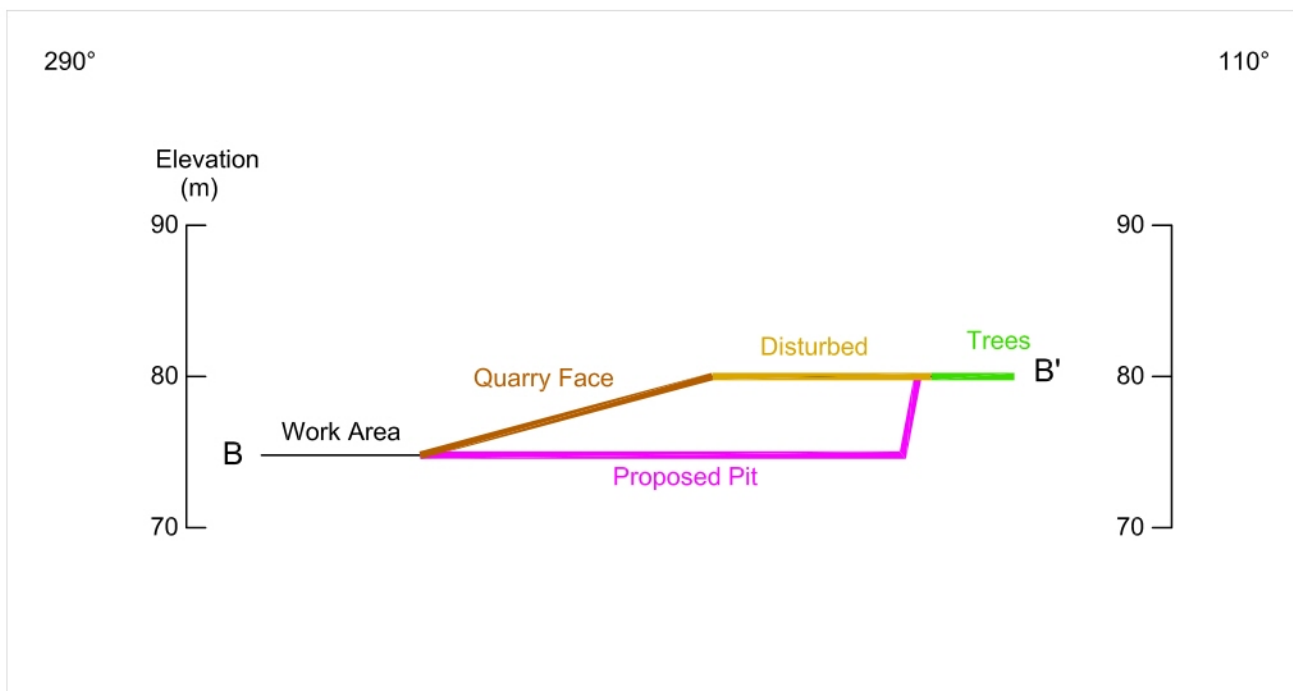 290°
110°
Elevation
(m)
90
90
Trees
Disturbed
80
Quarry Face
B'
80
Work Area
B
Proposed Pit
70
70